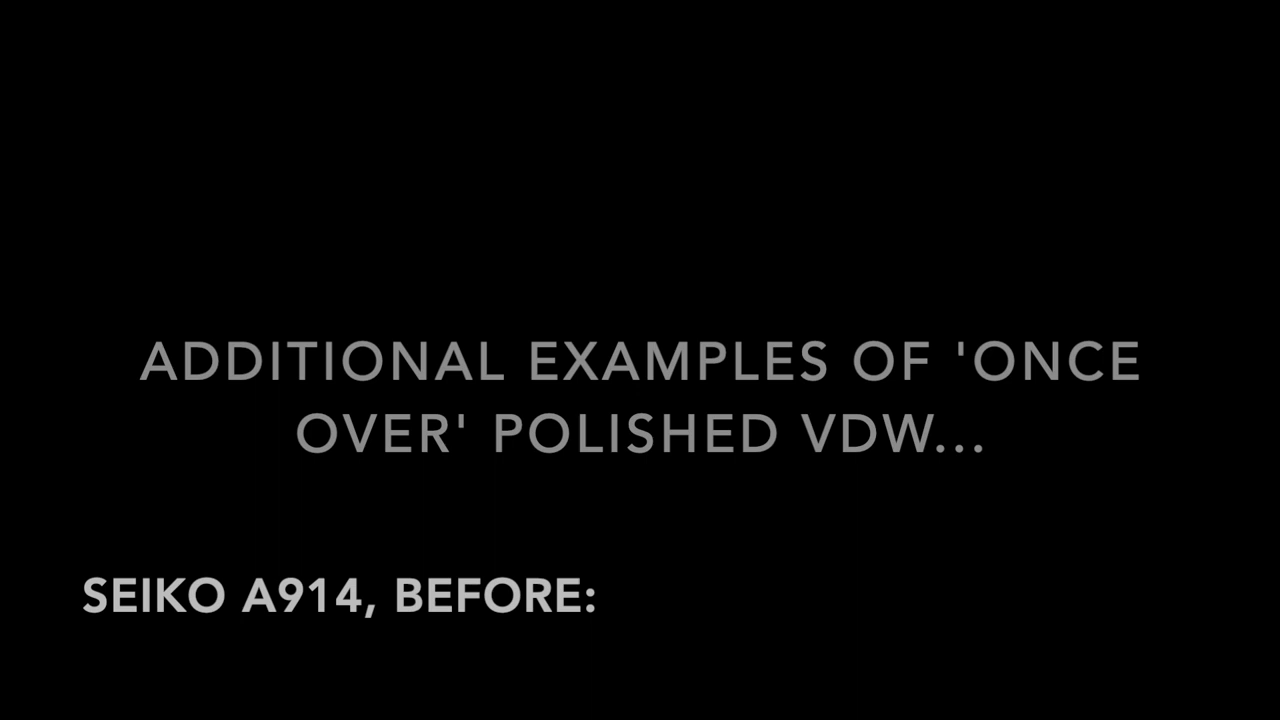 ADDITIONAL EXAMPLES OF 'ONCE
OVER' POLISHED VDW...
SEIKO A914, BEFORE: